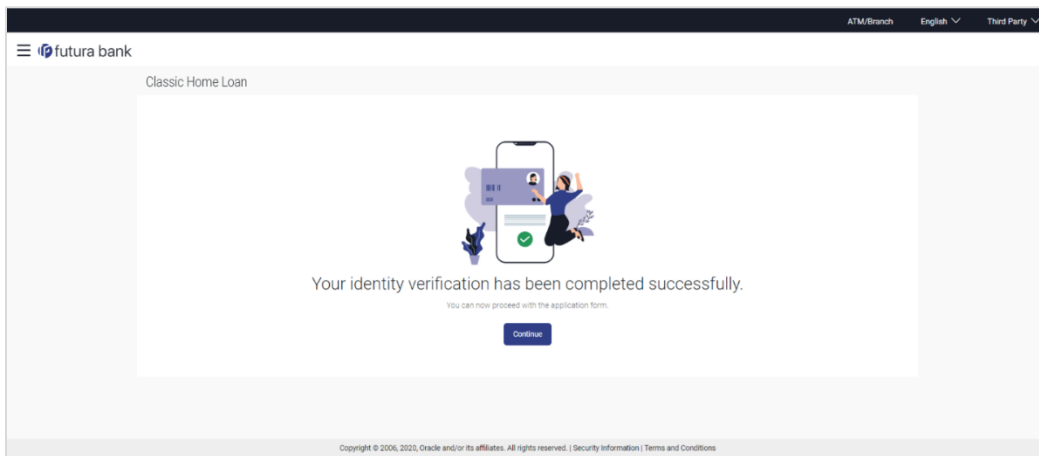 ATM/Branch English Third Party
futura bank
Classic Home Loan
Your identity verification has been completed successfully.
You can now proceed with the application form.
Continue
Copyright © 2006, 2020, Oracle and/or its affiliates. All rights reserved. | Security Information | Terms and Conditions